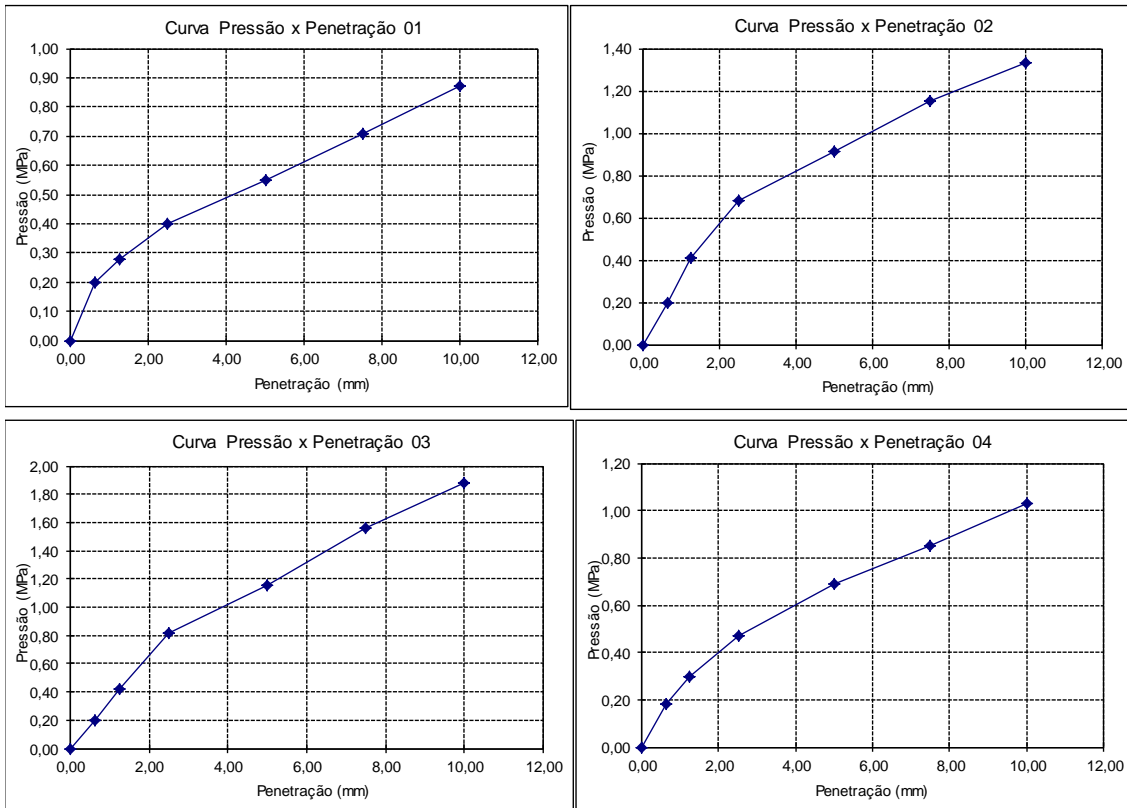 Curva Pressão x Penetração 01
1,00
0,90
0,80
0,70
0,60
0,50
0,40
0,30
0,20
0,10
0,00
Pressão (MPa)
0,00 2,00 4,00 6,00 8,00 10,00 12,00
Penetração (mm)
Curva Pressão x Penetração 02
1,40
1,20
1,00
0,80
0,60
0,40
0,20
0,00
Pressão (MPa)
0,00 2,00 4,00 6,00 8,00 10,00 12,00
Penetração (mm)
Curva Pressão x Penetração 03
2,00
1,80
1,60
1,40
1,20
1,00
0,80
0,60
0,40
0,20
0,00
Pressão (MPa)
0,00 2,00 4,00 6,00 8,00 10,00 12,00
Penetração (mm)
Curva Pressão x Penetração 04
1,20
1,00
0,80
0,60
0,40
0,20
0,00
Pressão (MPa)
0,00 2,00 4,00 6,00 8,00 10,00 12,00
Penetração (mm)